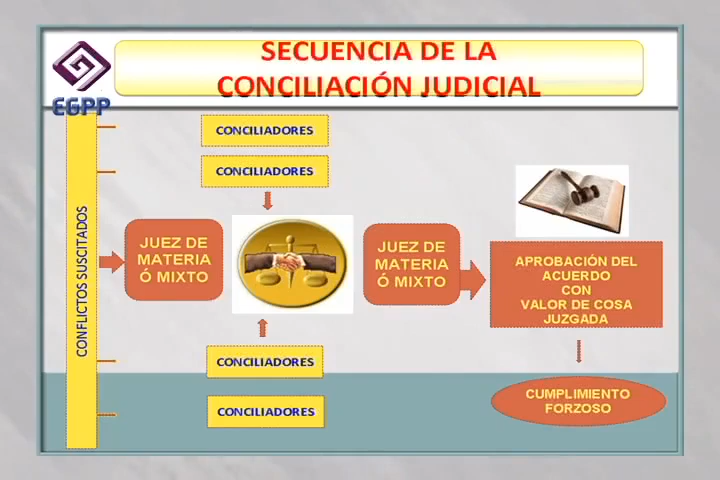 SECUENCIA DE LA
CONCILIACIÓN JUDICIAL
EGPP
CONFLICTOS SUSCITADOS
CONCILIADORES
CONCILIADORES
JUEZ DE
MATERIA
Ó MIXTO
JUEZ DE
MATERIA
Ó MIXTO
APROBACIÓN DEL
ACUERDO
CON
VALOR DE COSA
JUZGADA
CONCILIADORES
CONCILIADORES
CUMPLIMIENTO
FORZOSO